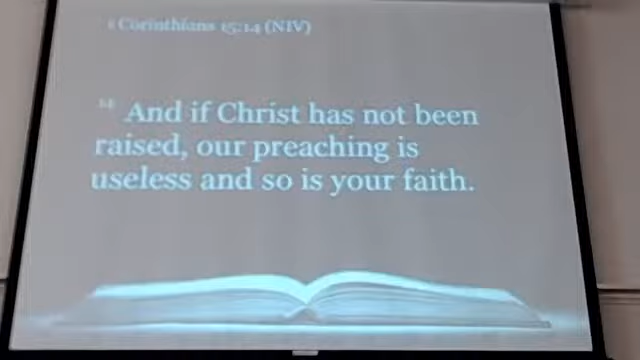 1 Corinthians 15:14 (NIV)
14 And if Christ has not been
raised, our preaching is
useless and so is your faith.